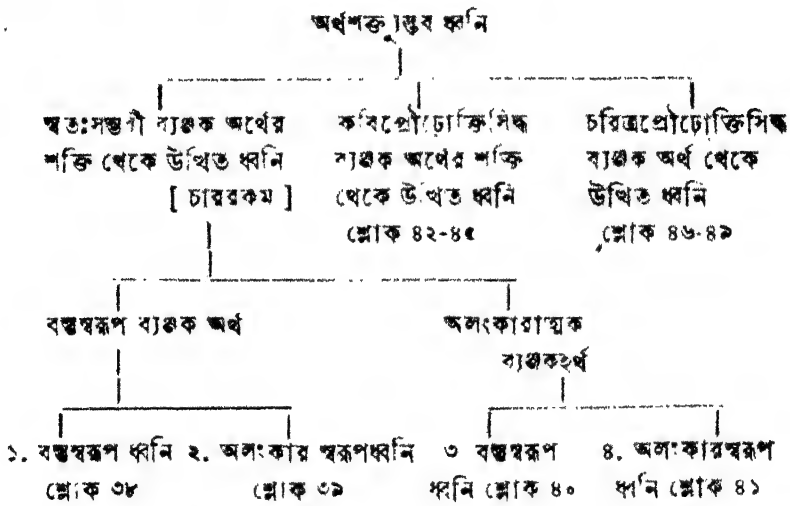 অর্থশক্ত্যুদ্ভব ধ্বনি
স্বতঃসম্ভবী ব্যঞ্জক অর্থের
শক্তি থেকে উত্থিত ধ্বনি
[ চাররকম ]
কবিপ্রৌঢ়োক্তিসিদ্ধ
ব্যঞ্জক অর্থের শক্তি
থেকে উত্থিত ধ্বনি
শ্লোক ৪২-৪৫
চরিত্রপ্রৌঢ়োক্তিসিদ্ধ
ব্যঞ্জক অর্থ থেকে
উত্থিত ধ্বনি
শ্লোক ৪৬-৪৯
বস্তুস্বরূপ ব্যঞ্জক অর্থ
অলংকারাত্মক
ব্যঞ্জকঅর্থ
১. বস্তুস্বরূপ ধ্বনি
শ্লোক ৩৮
২. অলংকার স্বরূপধ্বনি
শ্লোক ৩৯
৩ বস্তুস্বরূপ
ধ্বনি শ্লোক ৪০
৪. অলংকারস্বরূপ
ধ্বনি শ্লোক ৪১